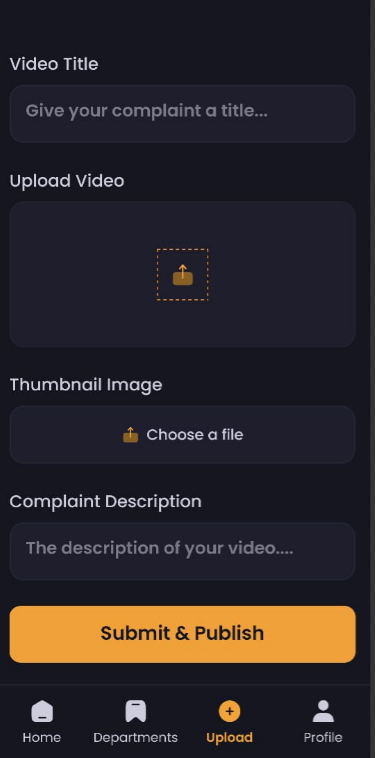 Video Title
Give your complaint a title...
Upload Video
Thumbnail Image
Choose a file
Complaint Description
The description of your video....
Submit & Publish
Home Departments Upload Profile